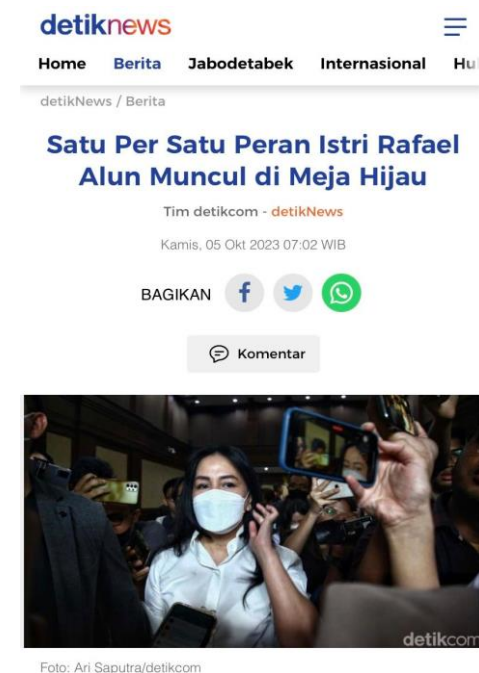 detiknews
Home Berita Jabodetabek Internasional Hu
detikNews / Berita
Satu Per Satu Peran Istri Rafael
Alun Muncul di Meja Hijau
Tim detikcom - detikNews
Kamis, 05 Okt 2023 07:02 WIB
BAGIKAN
Komentar
detikcom
Foto: Ari Saputra/detikcom